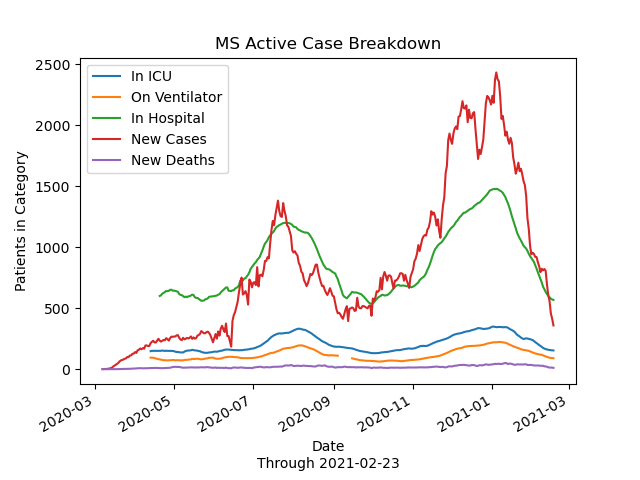 MS Active Case Breakdown
In ICU
On Ventilator
In Hospital
New Cases
New Deaths
2500
2000
1500
1000
500
0
Patients in Category
2020-03
2020-05
2020-07
2020-09
2020-11
2021-01
2021-03
Date
Through 2021-02-23